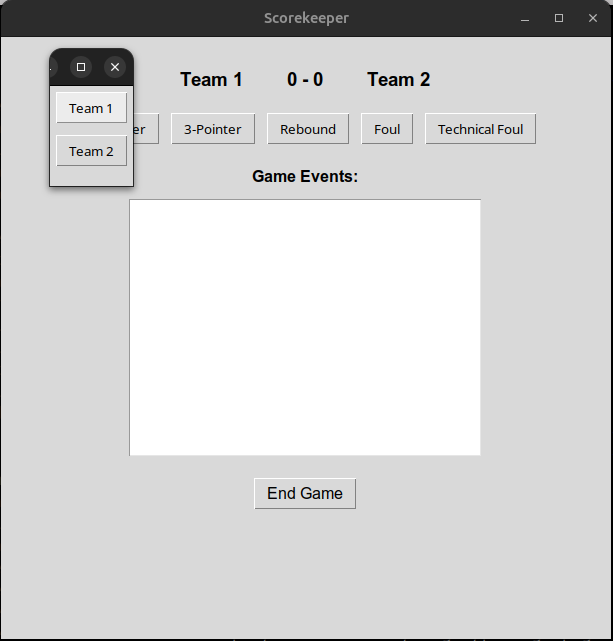 Scorekeeper
Team 1 0 - 0 Team 2
3-Pointer Rebound Foul Technical Foul
Team 1
Team 2
Game Events:
End Game